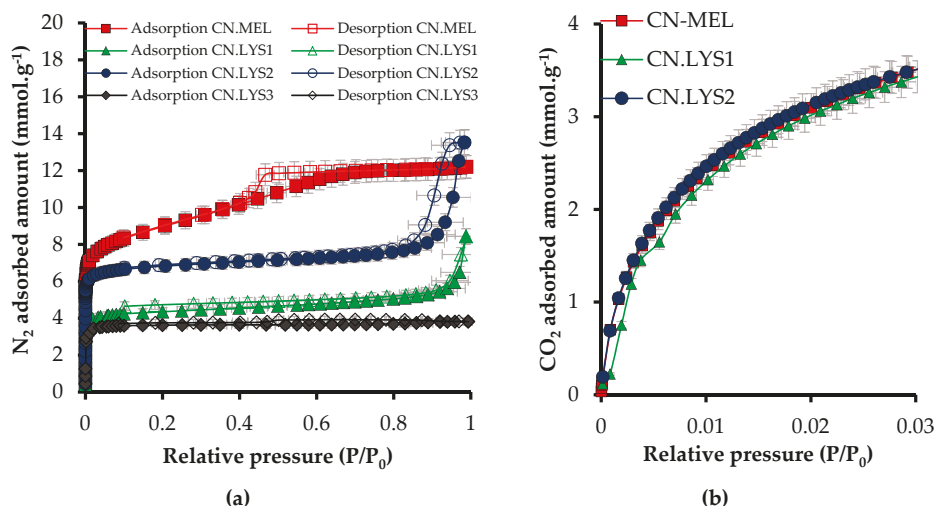 20
18
16
14
12
10
8
6
4
2
0
N2 adsorbed amount (mmol.g-1)
Adsorption CN.MEL
Desorption CN.MEL
Adsorption CN.LYS1
Desorption CN.LYS1
Adsorption CN.LYS2
Desorption CN.LYS2
Adsorption CN.LYS3
Desorption CN.LYS3
0 0.2 0.4 0.6 0.8 1
Relative pressure (P/P0)
(a)
4
3
2
1
0
CO2 adsorbed amount (mmol.g-1)
CN-MEL
CN.LYS1
CN.LYS2
0 0.01 0.02 0.03
Relative pressure (P/P0)
(b)